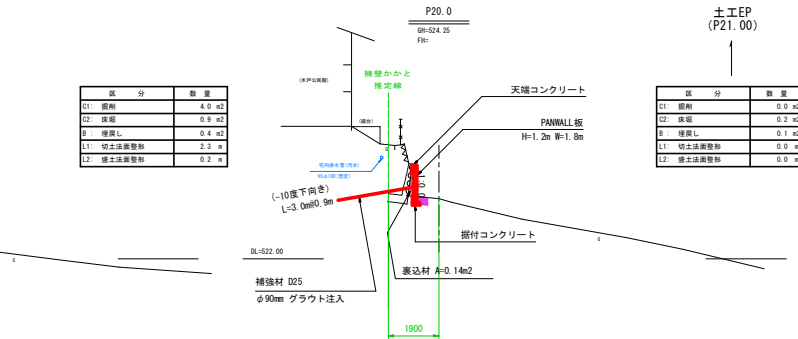 P20.0
GH=524.25
FH=
土工EP
(P21.00)
擁壁かかと
推定線
(木戸公民館)
天端コンクリート
区 分 数 量
C1: 掘削 4.0 m2
C2: 床堀 0.9 m2
B : 埋戻し 0.4 m2
L1: 切土法面整形 2.3 m
L2: 盛土法面整形 0.2 m
区 分 数 量
C1: 掘削 0.0 m2
C2: 床堀 0.2 m2
B : 埋戻し 0.1 m2
L1: 切土法面整形 0.0 m
L2: 盛土法面整形 0.0 m
PANWALL板
H=1.2m W=1.8m
(-10度下向き)
L=3.0m@0.9m
据付コンクリート
DL=522.00
裏込材 A=0.14m2
補強材 D25
φ90mm グラウト注入
1900
G
G
G